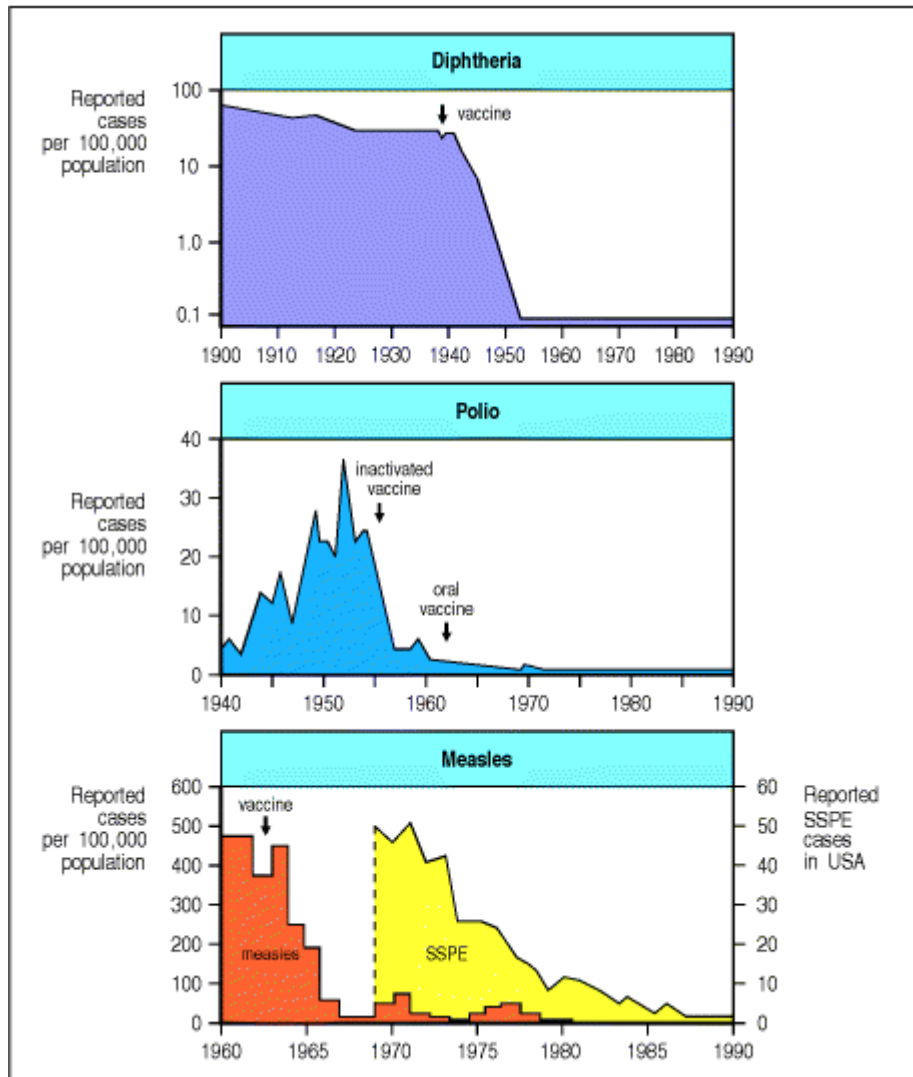 Diphtheria
Reported
cases
per 100,000
population
100
10
1.0
0.1
vaccine
1900 1910 1920 1930 1940 1950 1960 1970 1980 1990
Polio
Reported
cases
per 100,000
population
40
30
20
10
0
inactivated
vaccine
oral
vaccine
1940 1950 1960 1970 1980 1990
Measles
Reported
cases
per 100,000
population
600
500
400
300
200
100
0
vaccine
measles
SSPE
60
50
40
30
20
10
0
Reported
SSPE
cases
in USA
1960 1965 1970 1975 1980 1985 1990